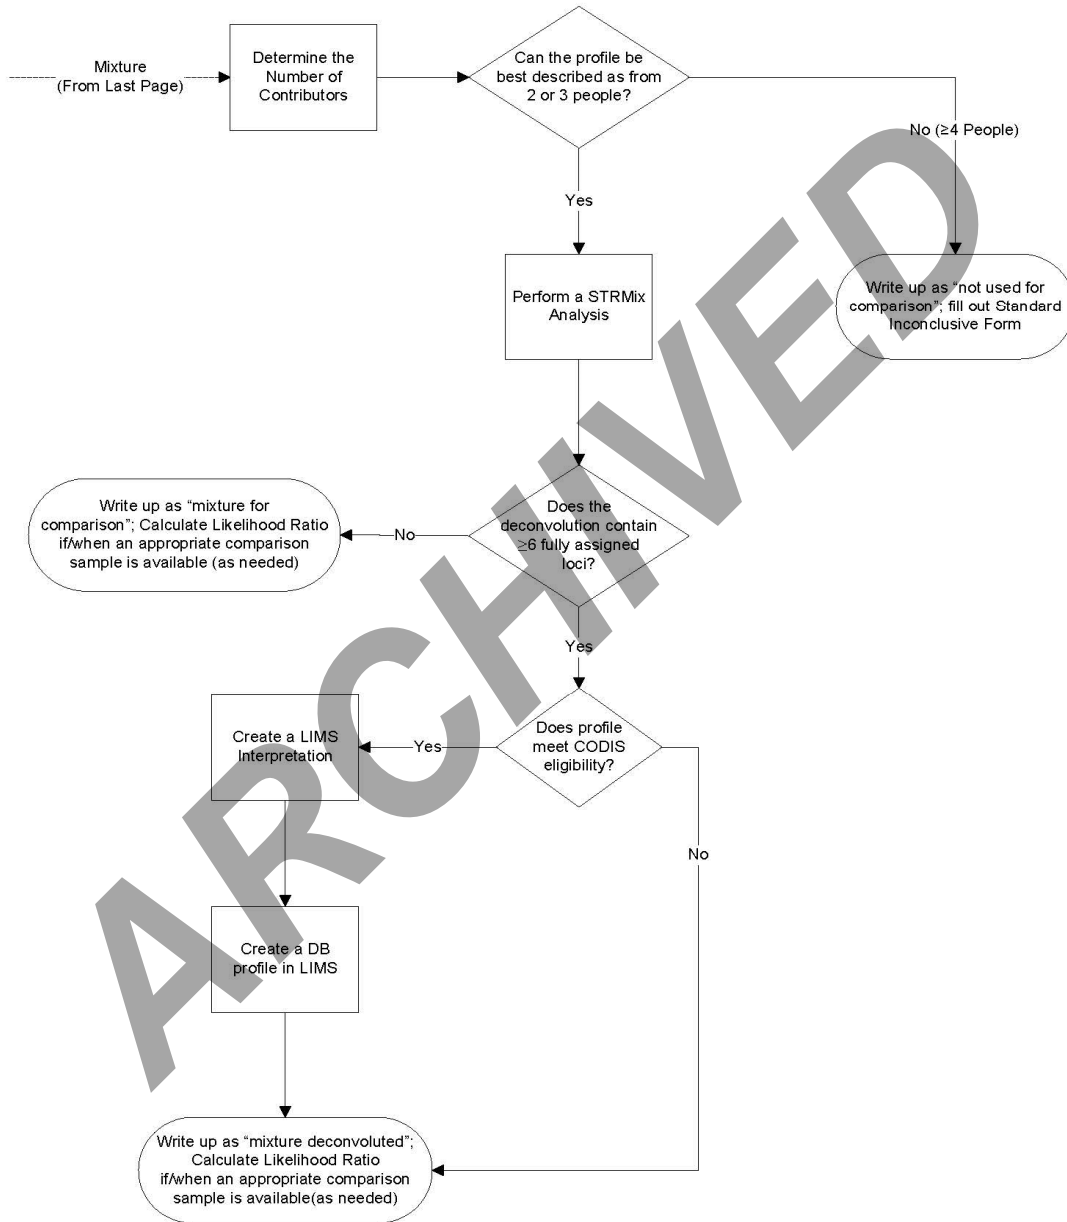 Mixture
(From Last Page)
Determine the
Number of
Contributors
Can the profile be
best described as from
2 or 3 people?
No (≥4 People)
Yes
Perform a STRMix
Analysis
Write up as “not used for
comparison”; fill out Standard
Inconclusive Form
Write up as “mixture for
comparison”; Calculate Likelihood Ratio
if/when an appropriate comparison
sample is available (as needed)
No
Does the
deconvolution contain
≥6 fully assigned
loci?
Yes
Create a LIMS
Interpretation
Yes
Does profile
meet CODIS
eligibility?
No
Create a DB
profile in LIMS
Write up as “mixture deconvoluted”;
Calculate Likelihood Ratio
if/when an appropriate comparison
sample is available(as needed)
ARCHIVED